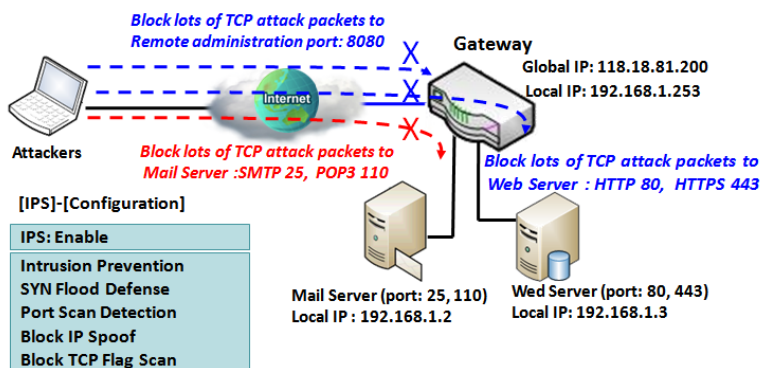 Block lots of TCP attack packets to
Remote administration port: 8080
Gateway
Global IP: 118.18.81.200
Local IP: 192.168.1.253
Internet
Attackers
Block lots of TCP attack packets to
Mail Server :SMTP 25, POP3 110
Block lots of TCP attack packets to
Web Server : HTTP 80, HTTPS 443
[IPS]-[Configuration]
IPS: Enable
Intrusion Prevention
SYN Flood Defense
Port Scan Detection
Block IP Spoof
Block TCP Flag Scan
Mail Server (port: 25, 110)
Local IP : 192.168.1.2
Wed Server (port: 80, 443)
Local IP: 192.168.1.3